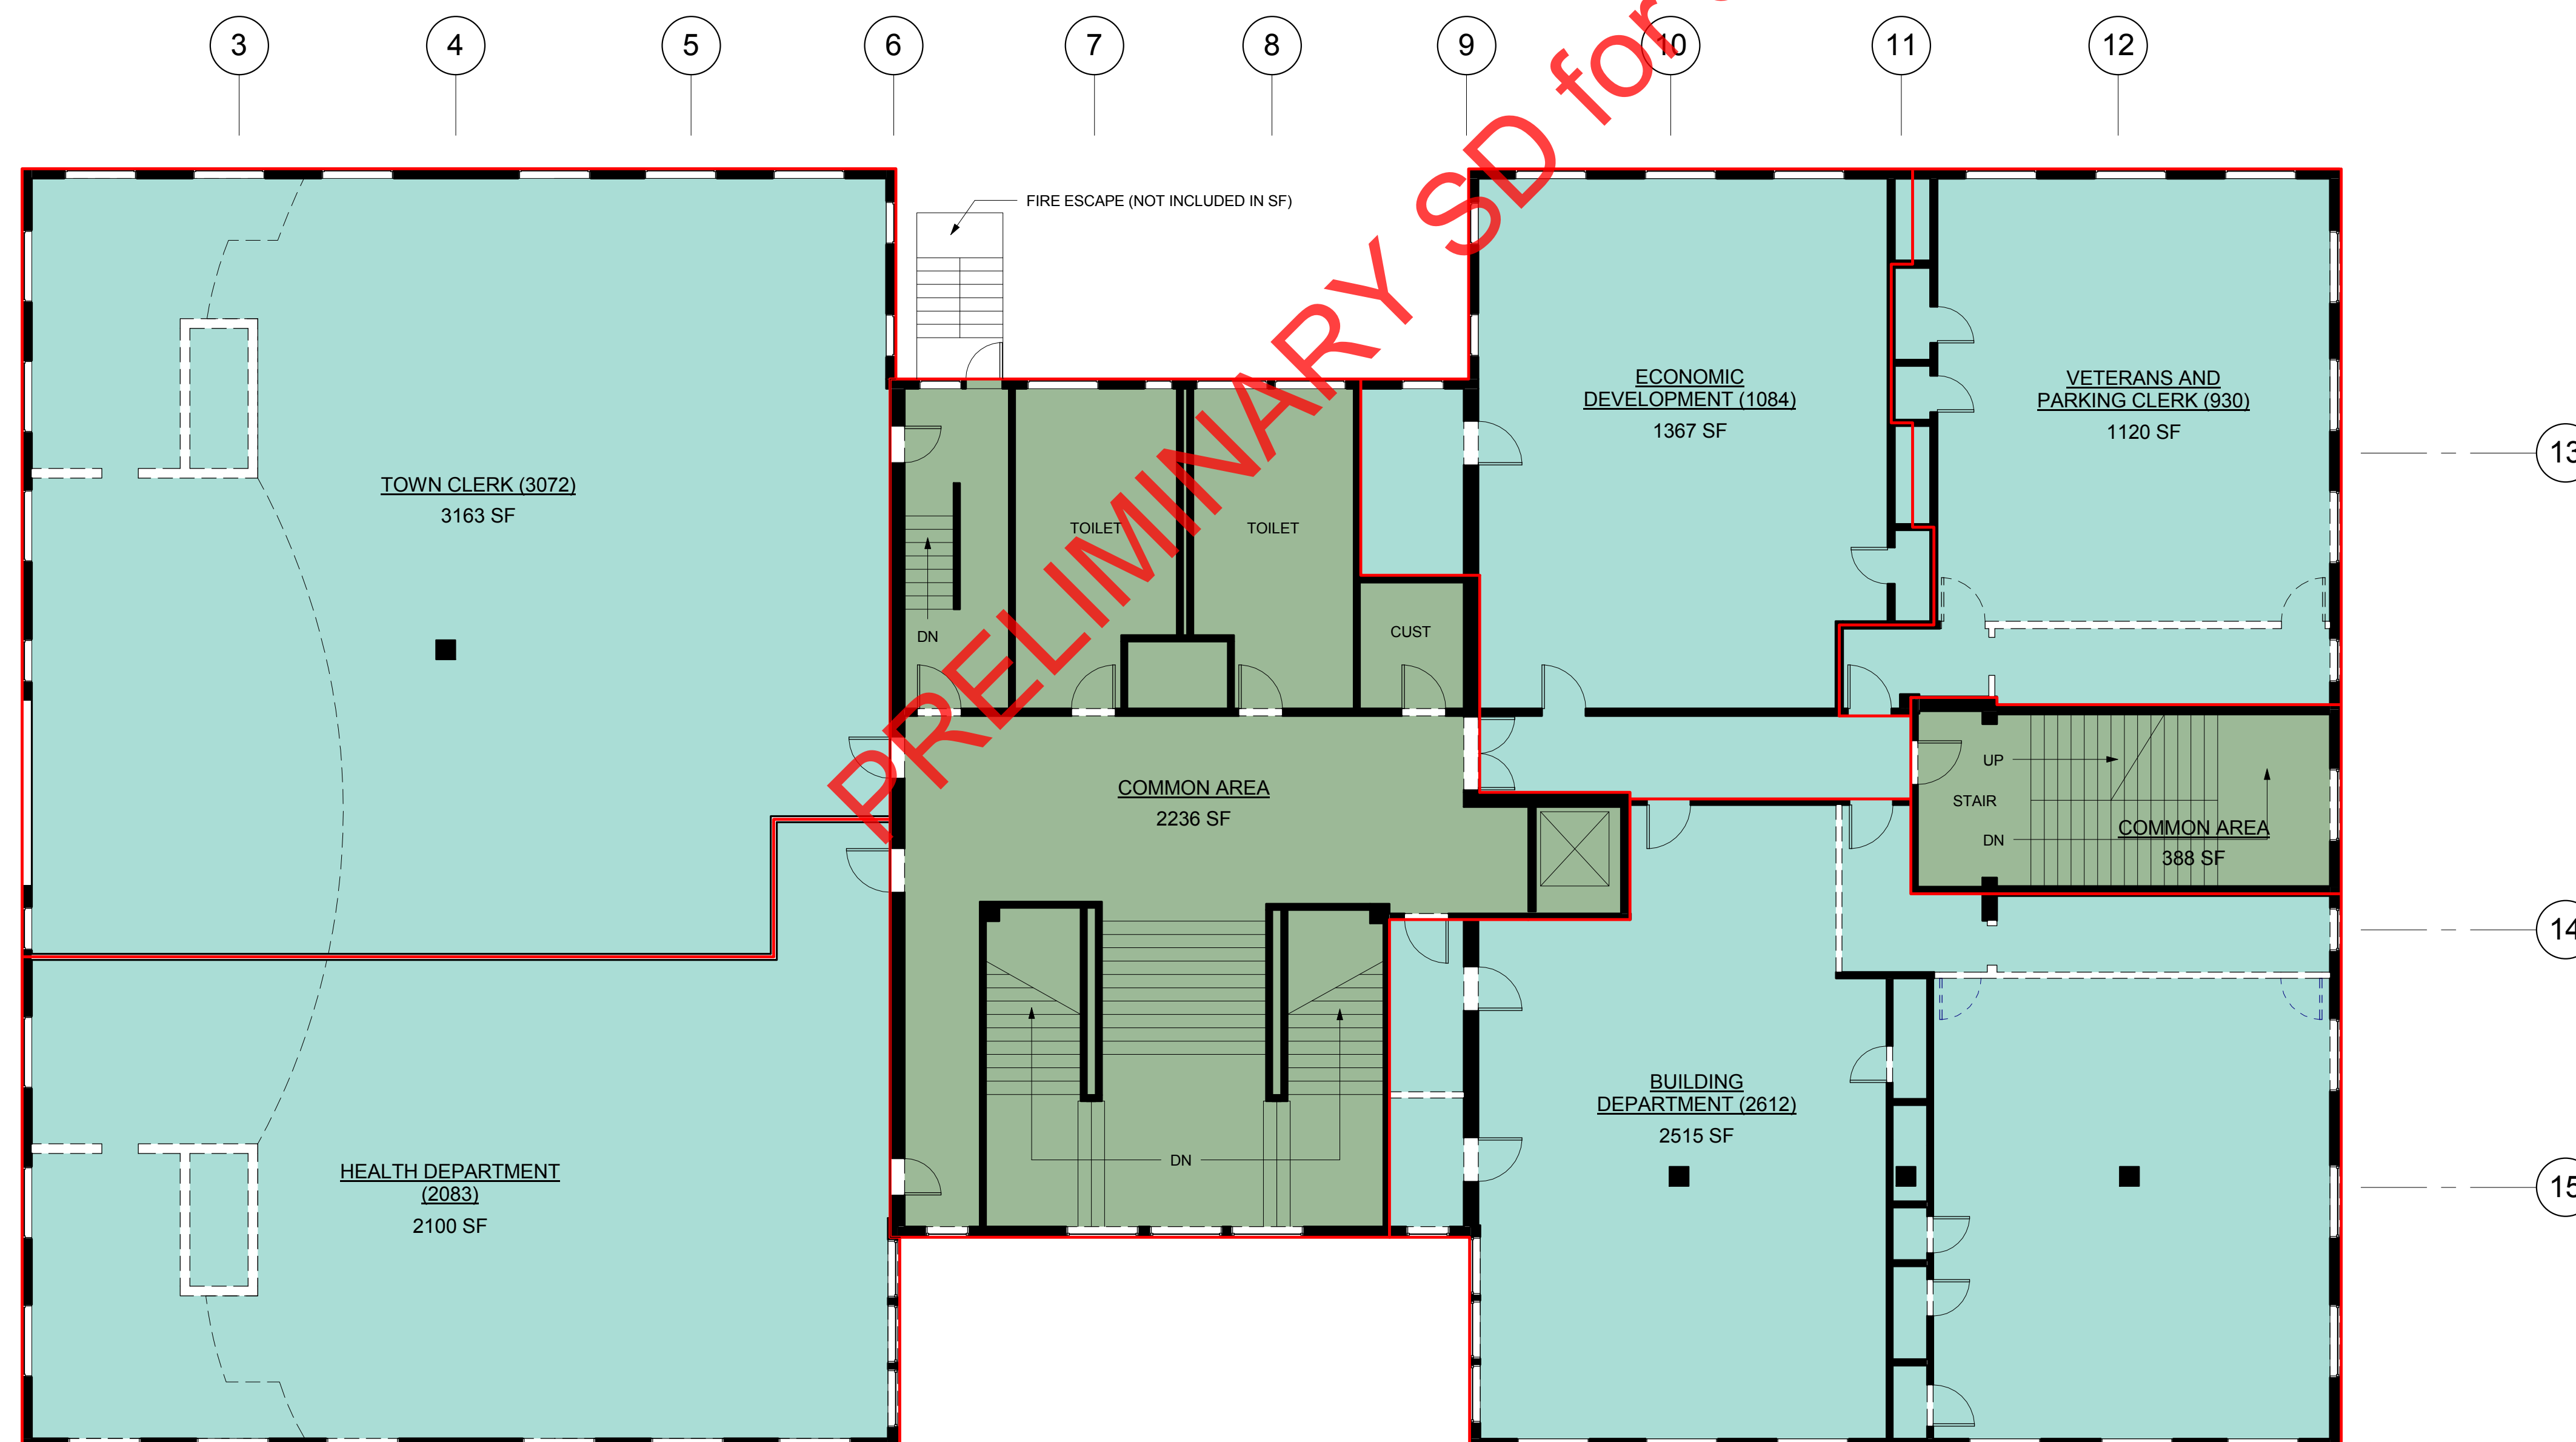 3
4
5
6
7
8
9
10
11
12
PRELIMINARY SD for
FIRE ESCAPE (NOT INCLUDED IN SF)
ECONOMIC
DEVELOPMENT (1084)
1367 SF
VETERANS AND
PARKING CLERK (930)
1120 SF
13
TOWN CLERK (3072)
3163 SF
TOILET
TOILET
DN
CUST
UP
STAIR
DN
COMMON AREA
388 SF
COMMON AREA
2236 SF
14
BUILDING
DEPARTMENT (2612)
2515 SF
HEALTH DEPARTMENT
(2083)
2100 SF
DN
15